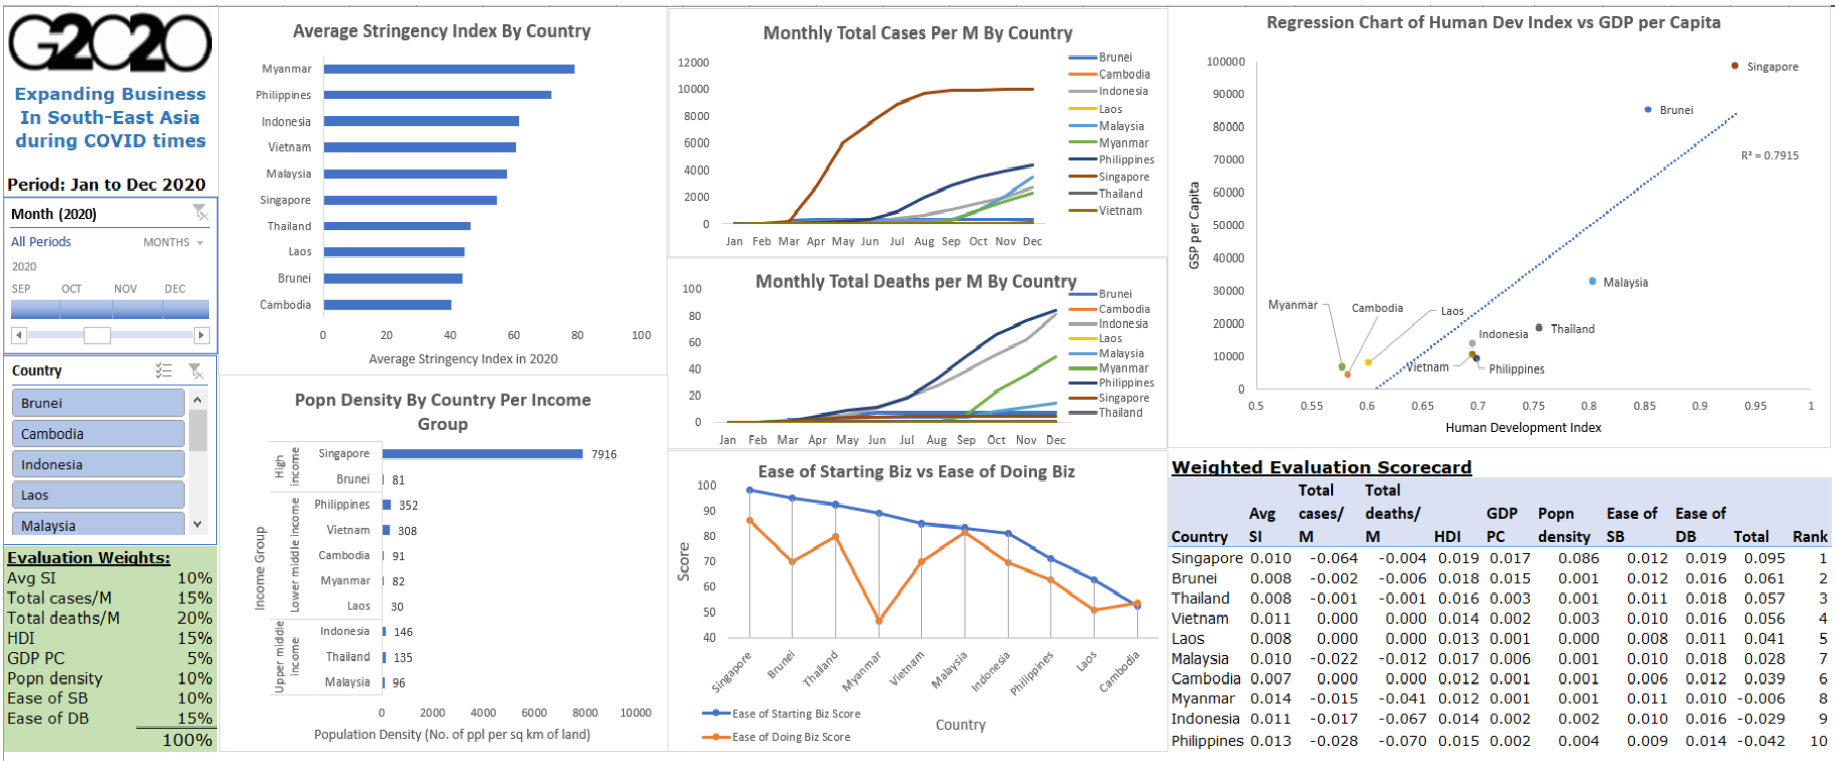 G2020
Expanding Business
In South-East Asia
during COVID times
Period: Jan to Dec 2020
Month (2020)
All Periods MONTHS
2020
SEP OCT NOV DEC
Country
Brunei
Cambodia
Indonesia
Laos
Malaysia
Evaluation Weights:
Avg SI 10%
Total cases/M 15%
Total deaths/M 20%
HDI 15%
GDP PC 5%
Popn density 10%
Ease of SB 10%
Ease of DB 15%
100%
Average Stringency Index By Country
Myanmar
Philippines
Indonesia
Vietnam
Malaysia
Singapore
Thailand
Laos
Brunei
Cambodia
0 20 40 60 80 100
Average Stringency Index in 2020
Popn Density By Country Per Income
Group
Income Group
High
income
Singapore 7916
Brunei 81
Lower middle income
Philippines 352
Vietnam 308
Cambodia 91
Myanmar 82
Laos 30
Upper middle
income
Indonesia 146
Thailand 135
Malaysia 96
0 2000 4000 6000 8000 10000
Population Density (No. of ppl per sq km of land)
Monthly Total Cases Per M By Country
12000
10000
8000
6000
4000
2000
0
Jan Feb Mar Apr May Jun Jul Aug Sep Oct Nov Dec
Brunei
Cambodia
Indonesia
Laos
Malaysia
Myanmar
Philippines
Singapore
Thailand
Vietnam
Monthly Total Deaths per M By Country
100
80
60
40
20
0
Jan Feb Mar Apr May Jun Jul Aug Sep Oct Nov Dec
Brunei
Cambodia
Indonesia
Laos
Malaysia
Myanmar
Philippines
Singapore
Thailand
Ease of Starting Biz vs Ease of Doing Biz
100
90
80
70
60
50
40
Score
Singapore
Brunei
Thailand
Myanmar
Vietnam
Malaysia
Indonesia
Philippines
Laos
Cambodia
Ease of Starting Biz Score
Ease of Doing Biz Score
Country
Regression Chart of Human Dev Index vs GDP per Capita
100000
90000
80000
70000
60000
50000
40000
30000
20000
10000
0
GSP per Capita
Singapore
Brunei
R² = 0.7915
Malaysia
Myanmar
Cambodia
Laos
Indonesia
Thailand
Vietnam
Philippines
0.5 0.55 0.6 0.65 0.7 0.75 0.8 0.85 0.9 0.95 1
Human Development Index
Weighted Evaluation Scorecard
Total Total
Avg cases/ deaths/ GDP Popn Ease of Ease of
Country SI M M HDI PC density SB DB Total Rank
Singapore 0.010 -0.064 -0.004 0.019 0.017 0.086 0.012 0.019 0.095 1
Brunei 0.008 -0.002 -0.006 0.018 0.015 0.001 0.012 0.016 0.061 2
Thailand 0.008 -0.001 -0.001 0.016 0.003 0.001 0.011 0.018 0.057 3
Vietnam 0.011 0.000 0.000 0.014 0.002 0.003 0.010 0.016 0.056 4
Laos 0.008 0.000 0.000 0.013 0.001 0.000 0.008 0.011 0.041 5
Malaysia 0.010 -0.022 -0.012 0.017 0.006 0.001 0.010 0.018 0.028 7
Cambodia 0.007 0.000 0.000 0.012 0.001 0.001 0.006 0.012 0.039 6
Myanmar 0.014 -0.015 -0.041 0.012 0.001 0.001 0.011 0.010 -0.006 8
Indonesia 0.011 -0.017 -0.067 0.014 0.002 0.002 0.010 0.016 -0.029 9
Philippines 0.013 -0.028 -0.070 0.015 0.002 0.004 0.009 0.014 -0.042 10